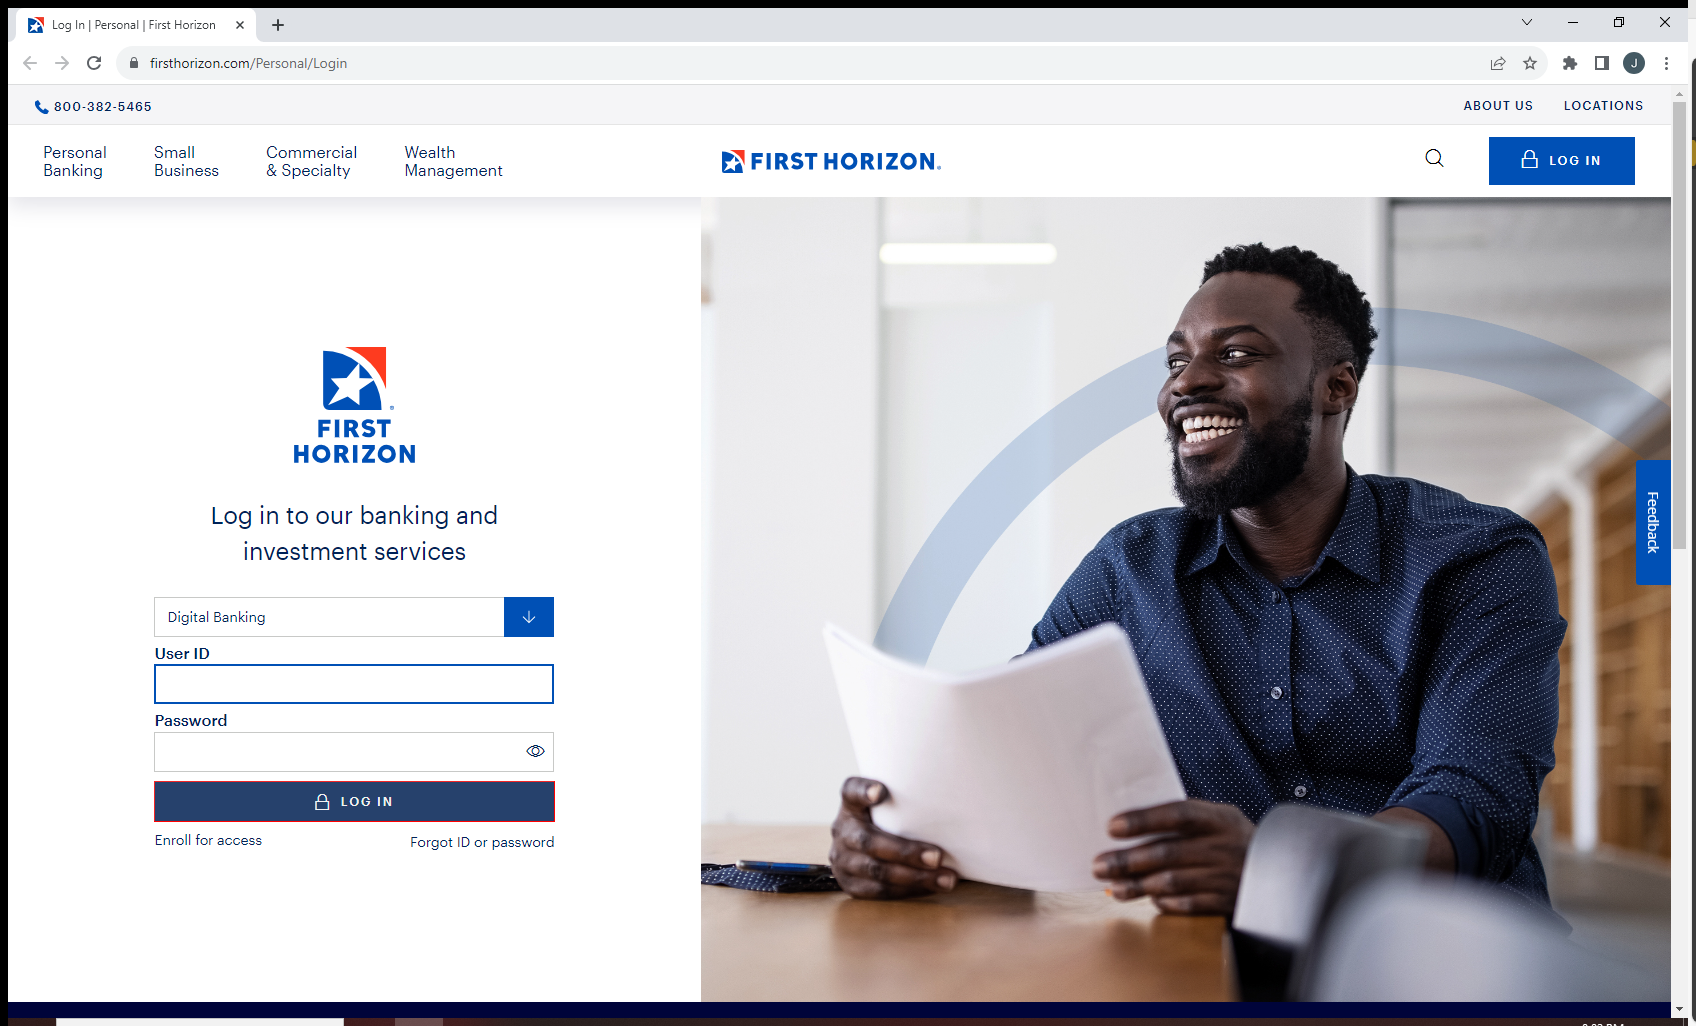 Log In | Personal | First Horizon
firsthorizon.com/Personal/Login
J
800-382-5465
ABOUT US
LOCATIONS
Personal
Banking
Small
Business
Commercial
& Specialty
Wealth
Management
FIRST HORIZON
LOG IN
FIRST
HORIZON
Log in to our banking and
investment services
Digital Banking
User ID
Password
LOG IN
Enroll for access
Forgot ID or password
Feedback